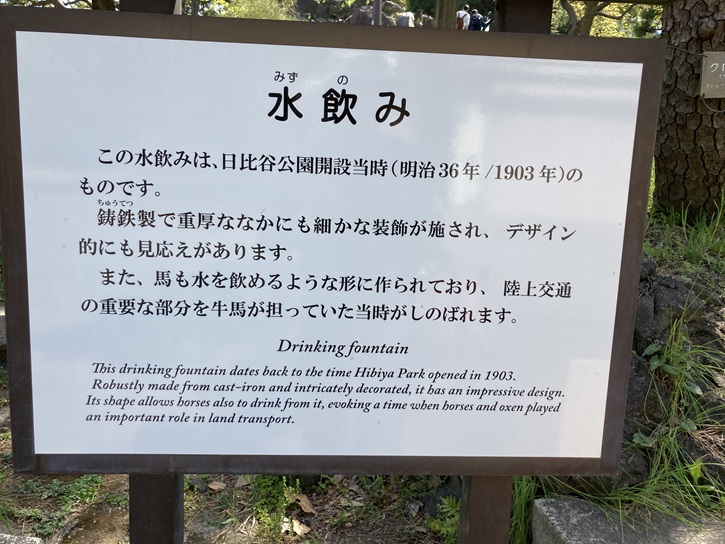 みずの
水飲み
この水飲みは、日比谷公園開設当時(明治36年/1903年)の
ものです。
ちゅうてつ
鋳鉄製で重厚ななかにも細かな装飾が施され、デザイン
的にも見応えがあります。
また、馬も水を飲めるような形に作られており、陸上交通
の重要な部分を牛馬が担っていた当時がしのばれます。
Drinking fountain
This drinking fountain dates back to the time Hibiya Park opened in 1903.
Robustly made from cast-iron and intricately decorated, it has an impressive design.
Its shape allows horses also to drink from it, evoking a time when horses and oxen played
an important role in land transport.